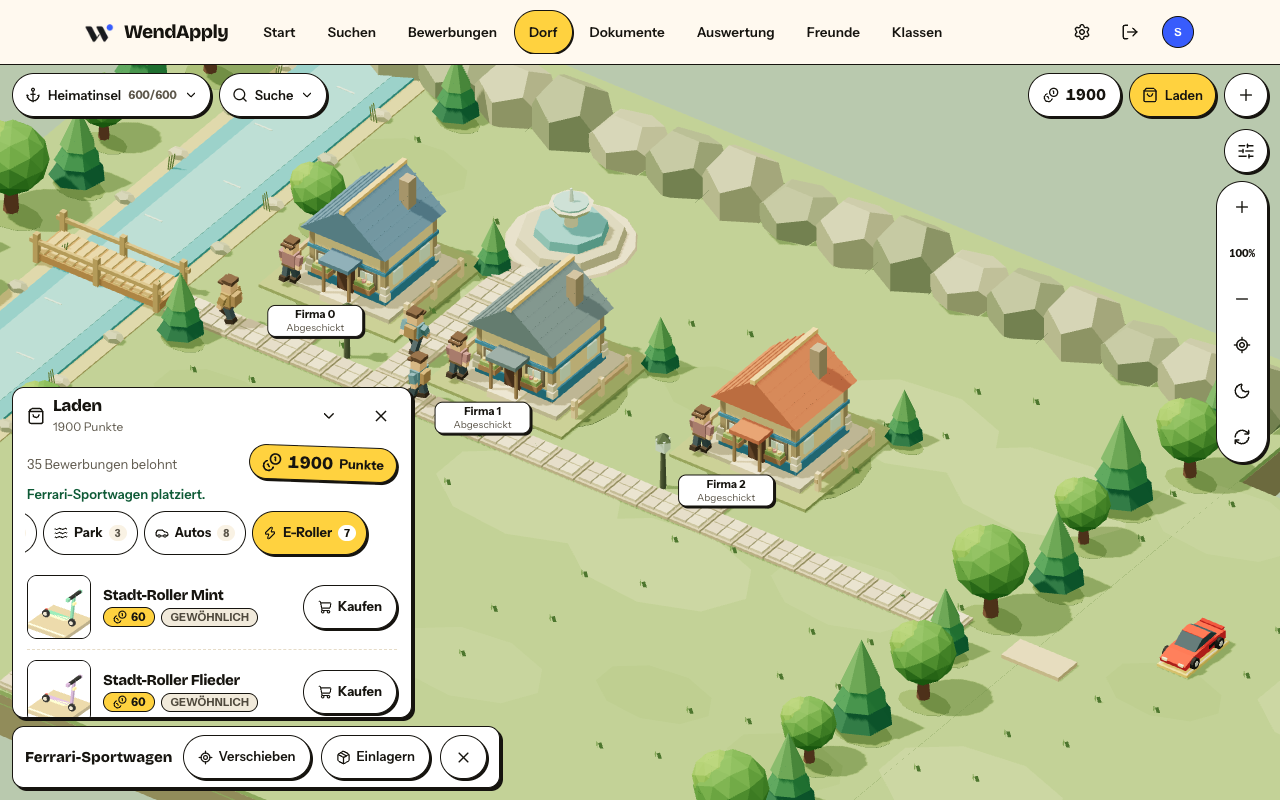 WendApply
Start
Suchen
Bewerbungen
Dorf
Dokumente
Auswertung
Freunde
Klassen
S
Heimatinsel 600/600
Suche
1900
Laden
100%
Firma 0
Abgeschickt
Firma 1
Abgeschickt
Firma 2
Abgeschickt
Laden
1900 Punkte
35 Bewerbungen belohnt
1900 Punkte
Ferrari-Sportwagen platziert.
Park 3
Autos 8
E-Roller 7
Stadt-Roller Mint
60 GEWÖHNLICH
Kaufen
Stadt-Roller Flieder
60 GEWÖHNLICH
Kaufen
Ferrari-Sportwagen
Verschieben
Einlagern